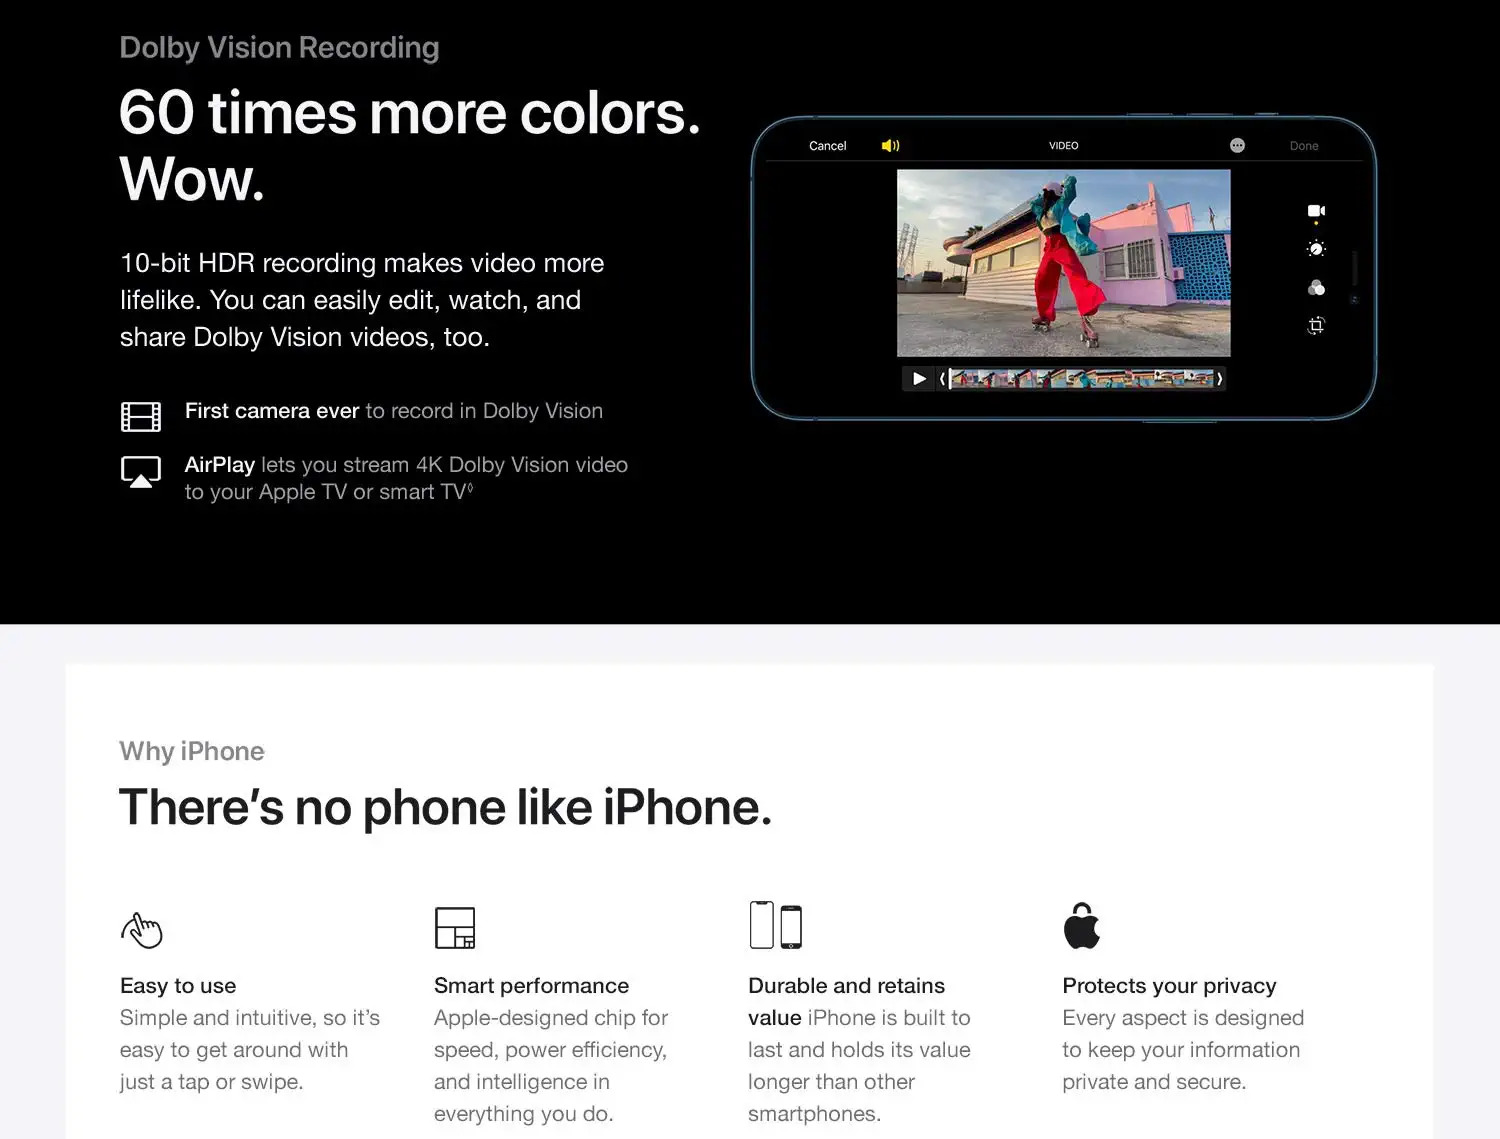 Dolby Vision Recording
60 times more colors.
Wow.
10-bit HDR recording makes video more
lifelike. You can easily edit, watch, and
share Dolby Vision videos, too.
First camera ever to record in Dolby Vision
AirPlay lets you stream 4K Dolby Vision video
to your Apple TV or smart TV◊
Cancel
VIDEO
Done
Why iPhone
There’s no phone like iPhone.
Easy to use
Simple and intuitive, so it’s
easy to get around with
just a tap or swipe.
Smart performance
Apple-designed chip for
speed, power efficiency,
and intelligence in
everything you do.
Durable and retains
value iPhone is built to
last and holds its value
longer than other
smartphones.
Protects your privacy
Every aspect is designed
to keep your information
private and secure.